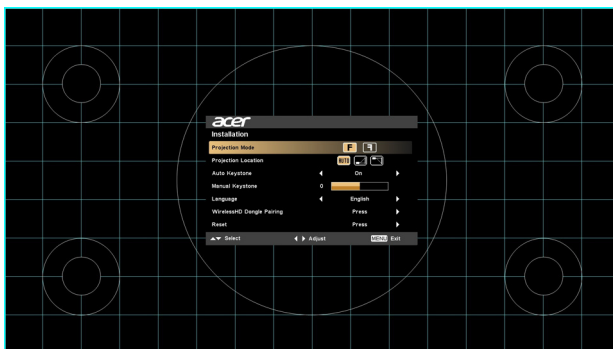 acer
Installation
Projection Mode F F
Projection Location AUTO
Auto Keystone On
Manual Keystone 0
Language English
WirelessHD Dongle Pairing Press
Reset Press
Select Adjust MENU Exit